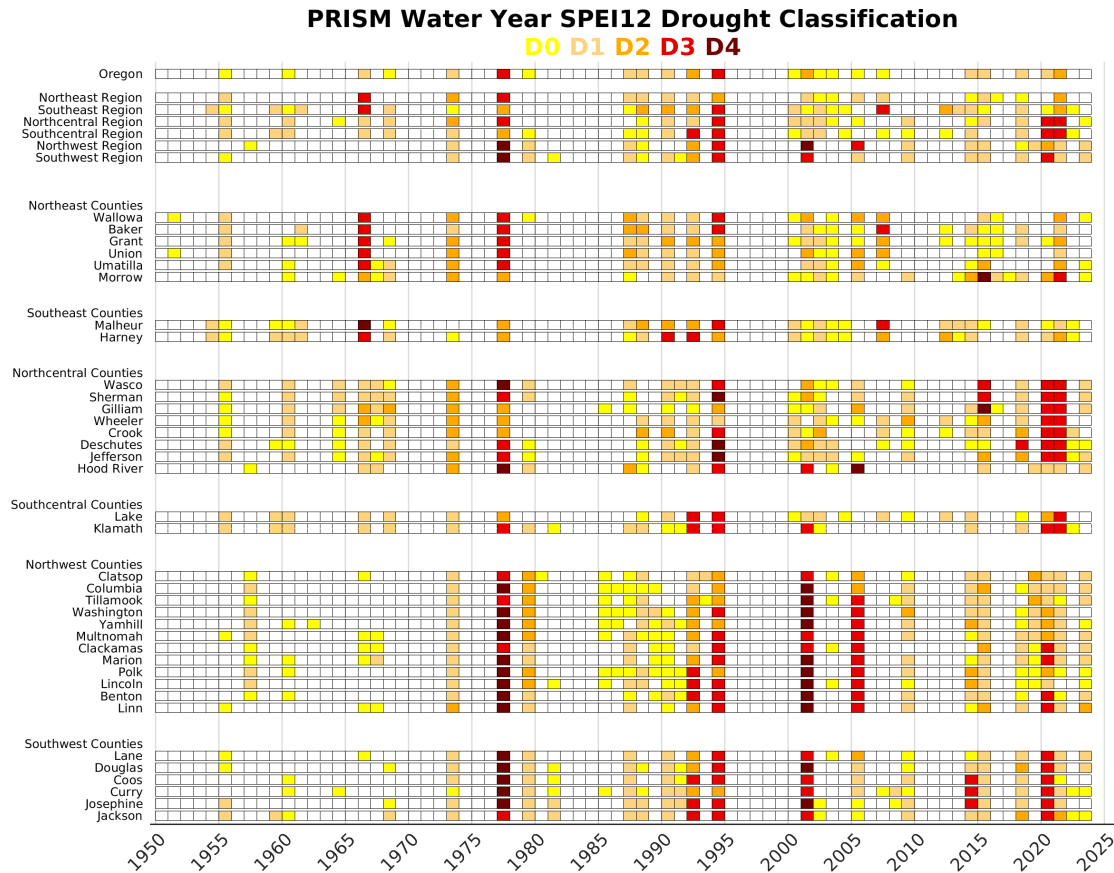 PRISM Water Year SPEI12 Drought Classification
D0 D1 D2 D3 D4
Oregon
Northeast Region
Southeast Region
Northcentral Region
Southcentral Region
Northwest Region
Southwest Region
Northeast Counties
Wallowa
Baker
Grant
Union
Umatilla
Morrow
Southeast Counties
Malheur
Harney
Northcentral Counties
Wasco
Sherman
Gilliam
Wheeler
Crook
Deschutes
Jefferson
Hood River
Southcentral Counties
Lake
Klamath
Northwest Counties
Clatsop
Columbia
Tillamook
Washington
Yamhill
Multnomah
Clackamas
Marion
Polk
Lincoln
Benton
Linn
Southwest Counties
Lane
Douglas
Coos
Curry
Josephine
Jackson
1950 1955 1960 1965 1970 1975 1980 1985 1990 1995 2000 2005 2010 2015 2020 2025